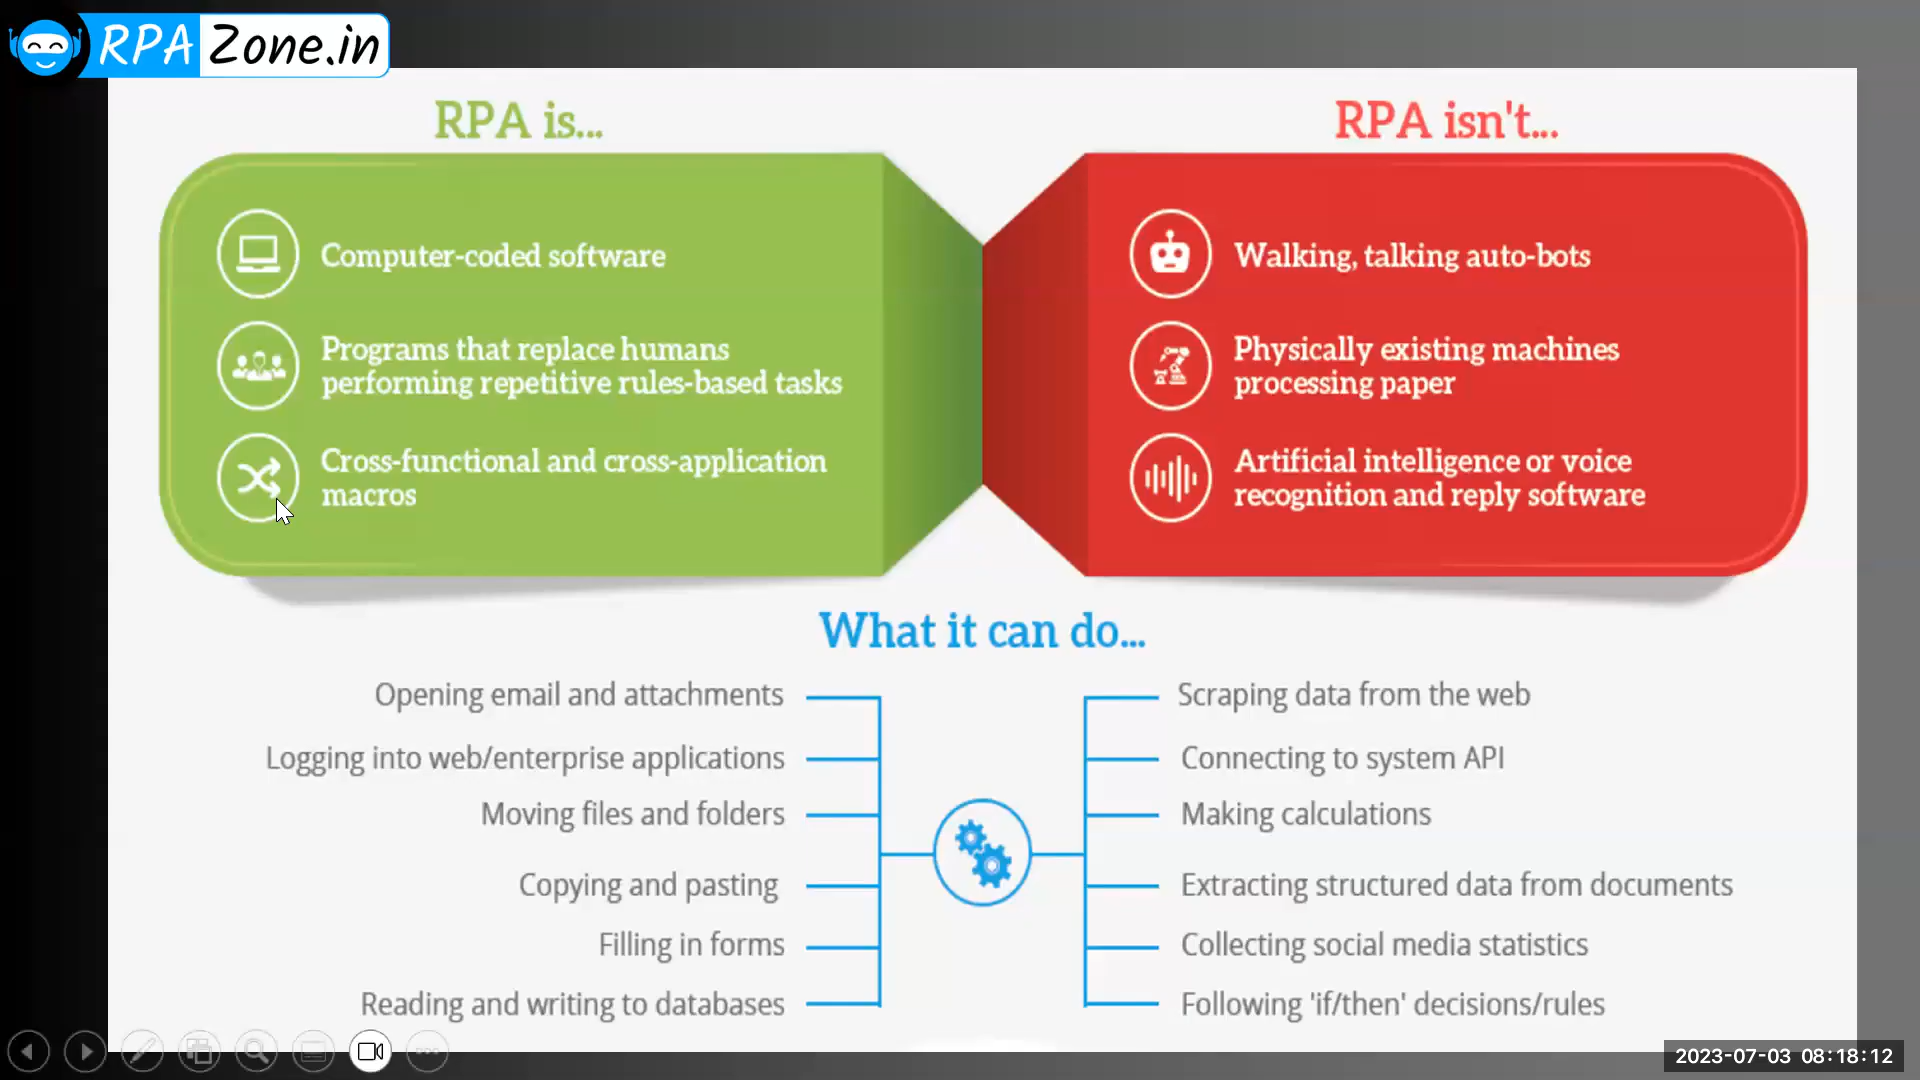 RPA Zone.in
RPA is...
Computer-coded software
Programs that replace humans
performing repetitive rules-based tasks
Cross-functional and cross-application
macros
RPA isn't...
Walking, talking auto-bots
Physically existing machines
processing paper
Artificial intelligence or voice
recognition and reply software
What it can do...
Opening email and attachments
Logging into web/enterprise applications
Moving files and folders
Copying and pasting
Filling in forms
Reading and writing to databases
Scraping data from the web
Connecting to system API
Making calculations
Extracting structured data from documents
Collecting social media statistics
Following 'if/then' decisions/rules
2023-07-03 08:18:12